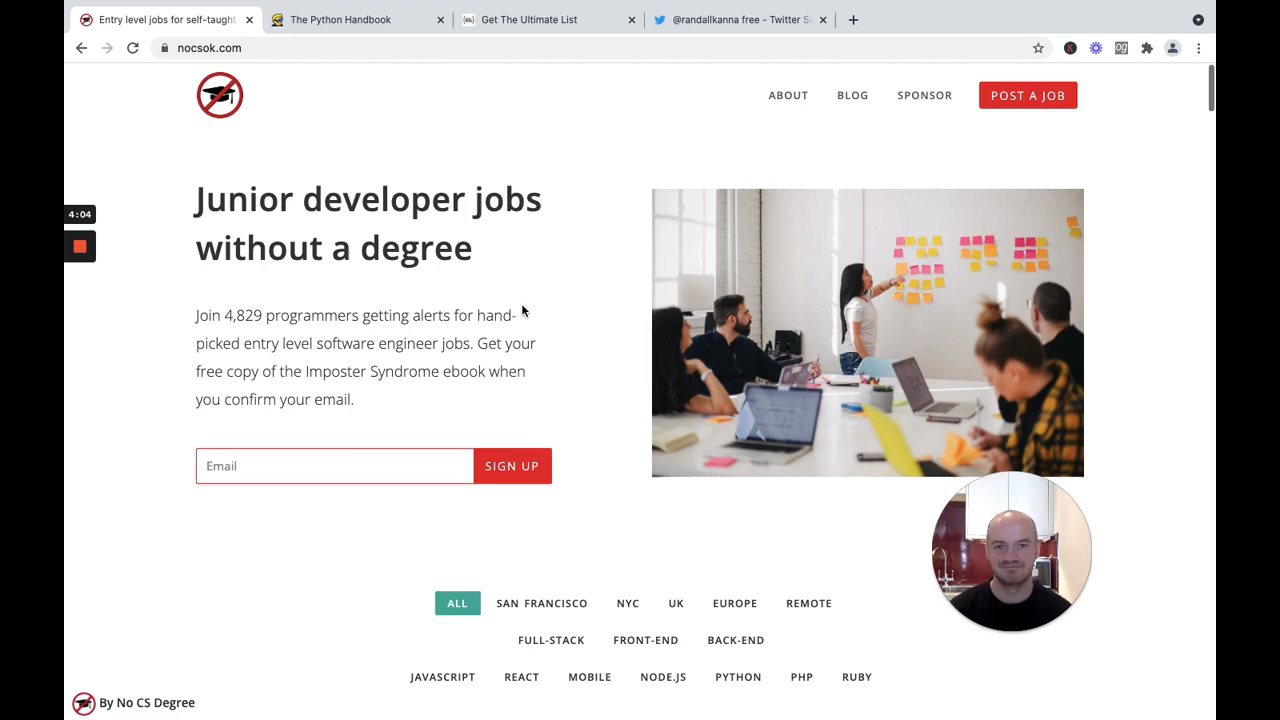 Entry level jobs for self-taught
The Python Handbook
Get The Ultimate List
@randallkanna free - Twitter Se
nocsok.com
og
ABOUT
BLOG
SPONSOR
POST A JOB
Junior developer jobs
without a degree
4:04
Join 4,829 programmers getting alerts for hand-
picked entry level software engineer jobs. Get your
free copy of the Imposter Syndrome ebook when
you confirm your email.
Email
SIGN UP
ALL
SAN FRANCISCO
NYC
UK
EUROPE
REMOTE
FULL-STACK
FRONT-END
BACK-END
JAVASCRIPT
REACT
MOBILE
NODE.JS
PYTHON
PHP
RUBY
By No CS Degree